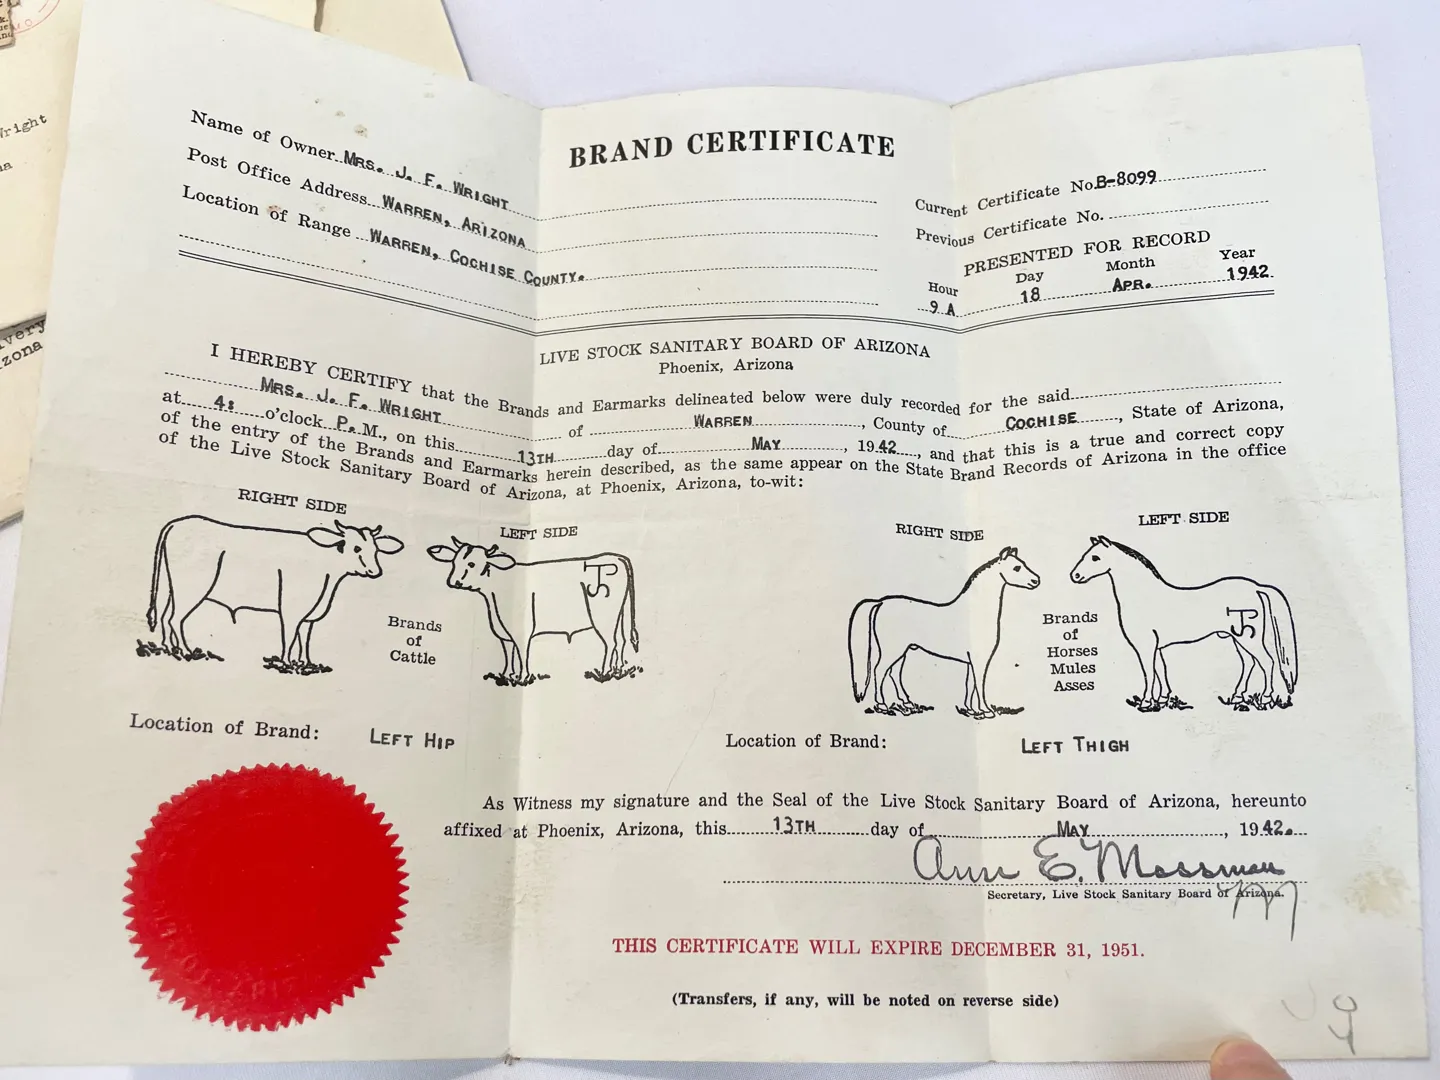 Wright
BRAND CERTIFICATE
Name of Owner MRS. J. F. WRIGHT
Post Office Address WARREN, ARIZONA
Location of Range WARREN, COCHISE COUNTY.
Current Certificate No. B-8099
Previous Certificate No.
PRESENTED FOR RECORD
Hour Day Month Year
9 A 18 APR. 1942
LIVE STOCK SANITARY BOARD OF ARIZONA
Phoenix, Arizona
I HEREBY CERTIFY that the Brands and Earmarks delineated below were duly recorded for the said
MRS. J. F. WRIGHT of WARREN, County of COCHISE, State of Arizona,
at 4: o'clock P. M., on this 13TH day of MAY, 1942, and that this is a true and correct copy
of the entry of the Brands and Earmarks herein described, as the same appear on the State Brand Records of Arizona in the office
of the Live Stock Sanitary Board of Arizona, at Phoenix, Arizona, to-wit:
RIGHT SIDE LEFT SIDE RIGHT SIDE LEFT SIDE
Brands
of
Cattle
Brands
of
Horses
Mules
Asses
Location of Brand: LEFT HIP
Location of Brand: LEFT THIGH
As Witness my signature and the Seal of the Live Stock Sanitary Board of Arizona, hereunto
affixed at Phoenix, Arizona, this 13TH day of MAY, 1942.
Ann E. Mossman
Secretary, Live Stock Sanitary Board of Arizona.
THIS CERTIFICATE WILL EXPIRE DECEMBER 31, 1951.
(Transfers, if any, will be noted on reverse side)